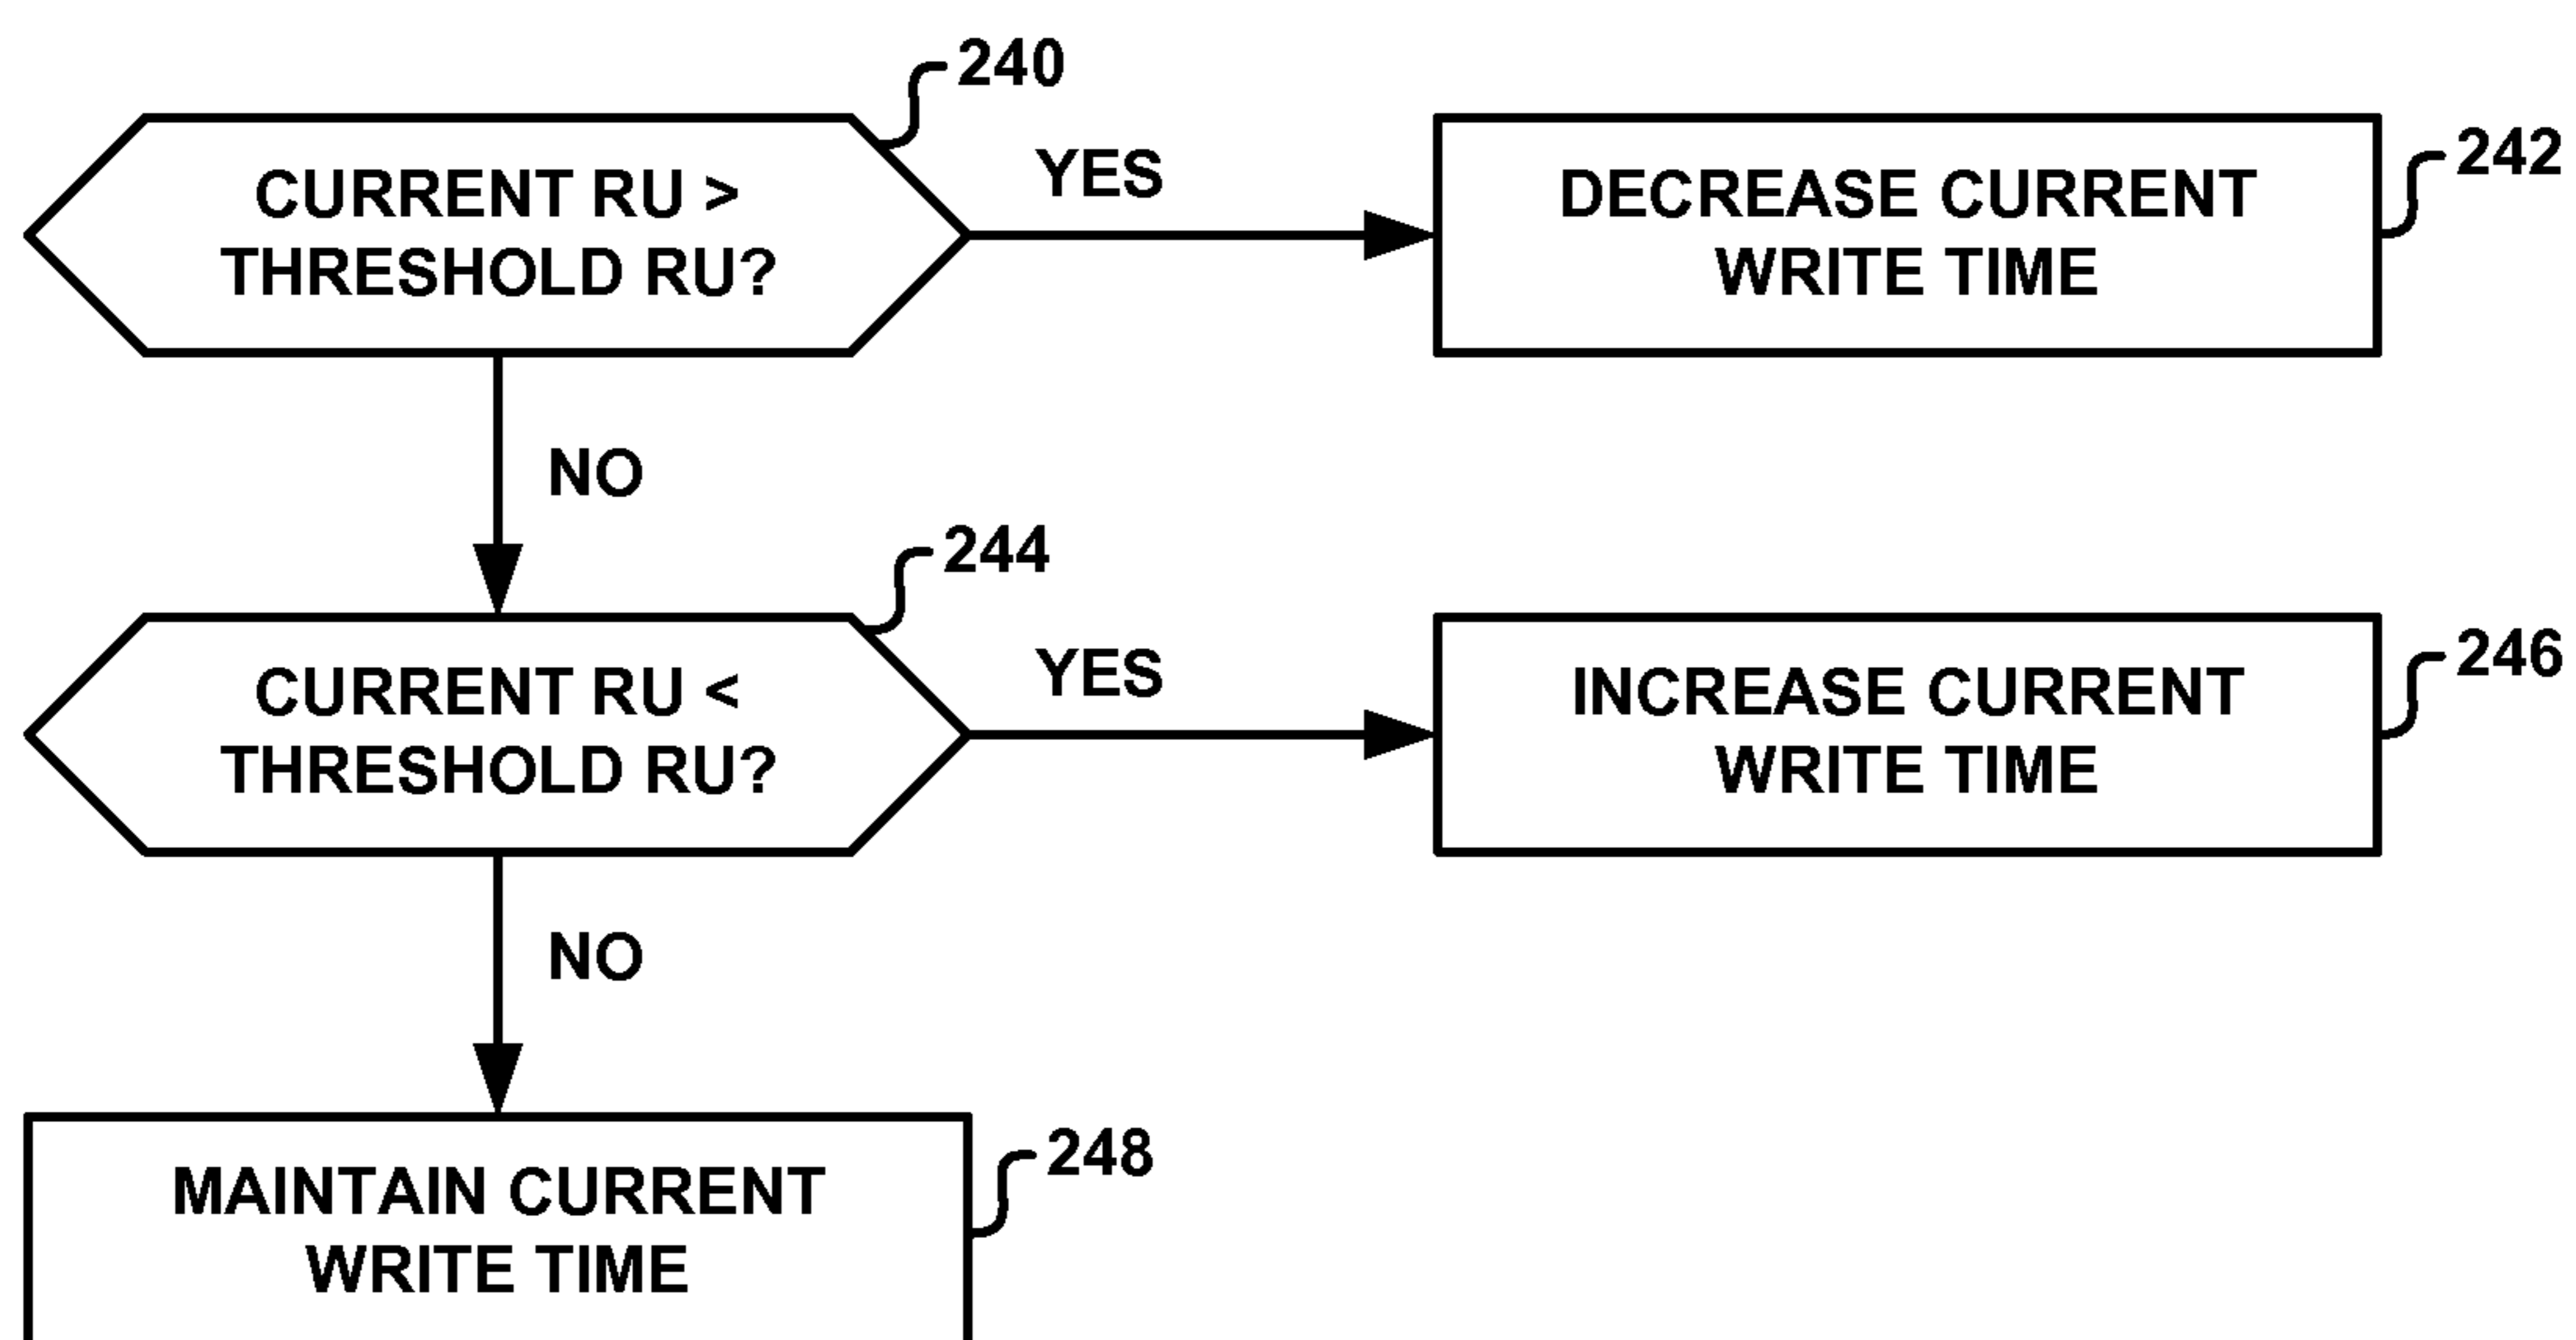 240
CURRENT RU >
THRESHOLD RU?
YES
DECREASE CURRENT
WRITE TIME
242
NO
244
CURRENT RU <
THRESHOLD RU?
YES
INCREASE CURRENT
WRITE TIME
246
NO
248
MAINTAIN CURRENT
WRITE TIME